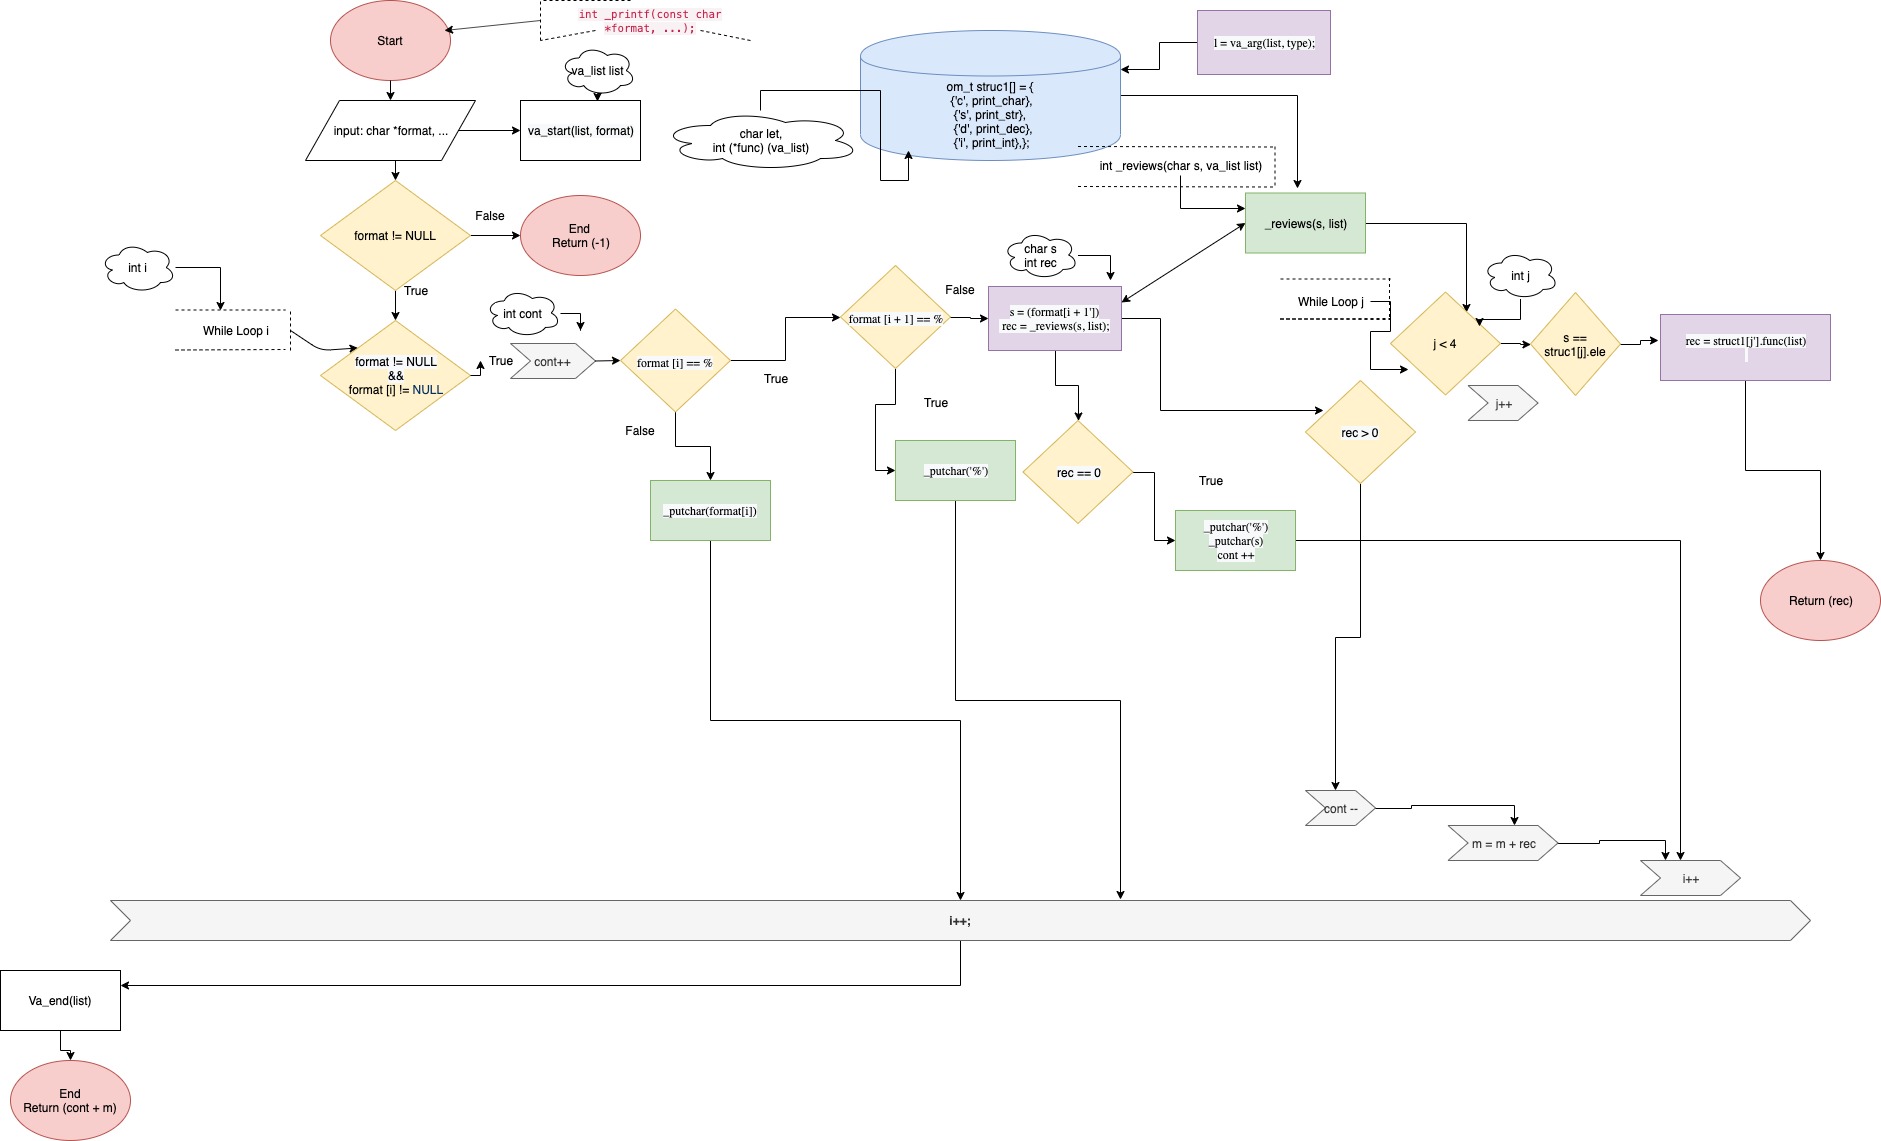 int _printf(const char
*format, ...);
Start
l = va_arg(list, type);
va_list list
om_t struc1[] = {
{'c', print_char},
{'s', print_str},
{'d', print_dec},
{'i', print_int},};
input: char *format, ...
va_start(list, format)
char let,
int (*func) (va_list)
int _reviews(char s, va_list list)
format != NULL
False
End
Return (-1)
_reviews(s, list)
int i
True
char s
int rec
int j
While Loop i
int cont
False
format [i + 1] == %
s = (format[i + 1'])
rec = _reviews(s, list);
While Loop j
format != NULL
&&
format [i] != NULL
True
cont++
format [i] == %
True
j < 4
s ==
struc1[j].ele
rec = struct1[j'].func(list)
j++
False
True
rec > 0
_putchar('%')
rec == 0
True
_putchar(format[i])
_putchar('%')
_putchar(s)
cont ++
Return (rec)
cont --
m = m + rec
i++
i++;
Va_end(list)
End
Return (cont + m)